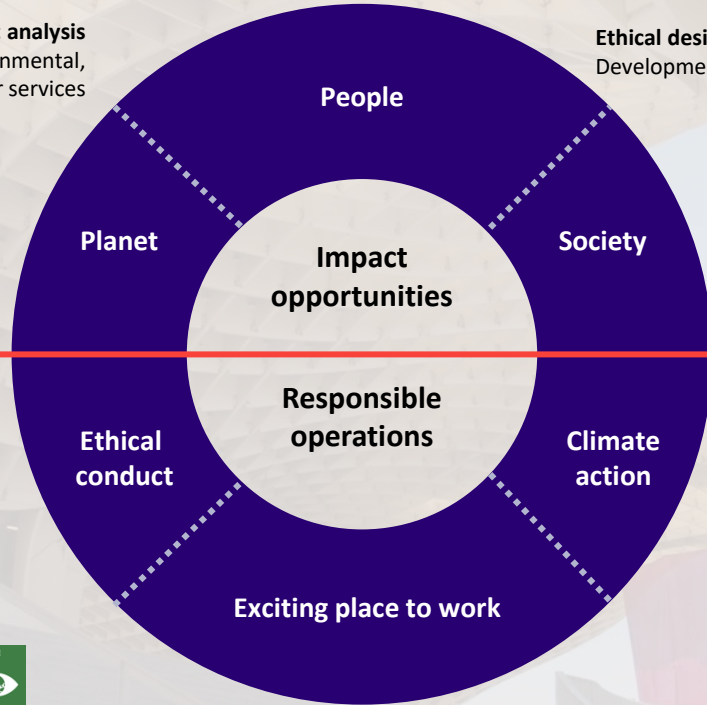 analysis
nmental,
services
Ethical desi
Developme
People
Planet
Society
Impact
opportunities
Responsible
operations
Ethical
conduct
Climate
action
Exciting place to work